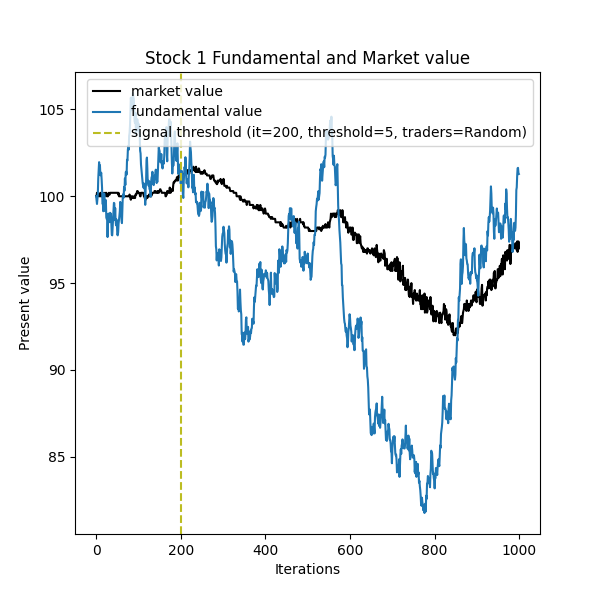 Stock 1 Fundamental and Market value
market value
fundamental value
signal threshold (it=200, threshold=5, traders=Random)
105
100
95
90
85
Present value
0 200 400 600 800 1000
Iterations